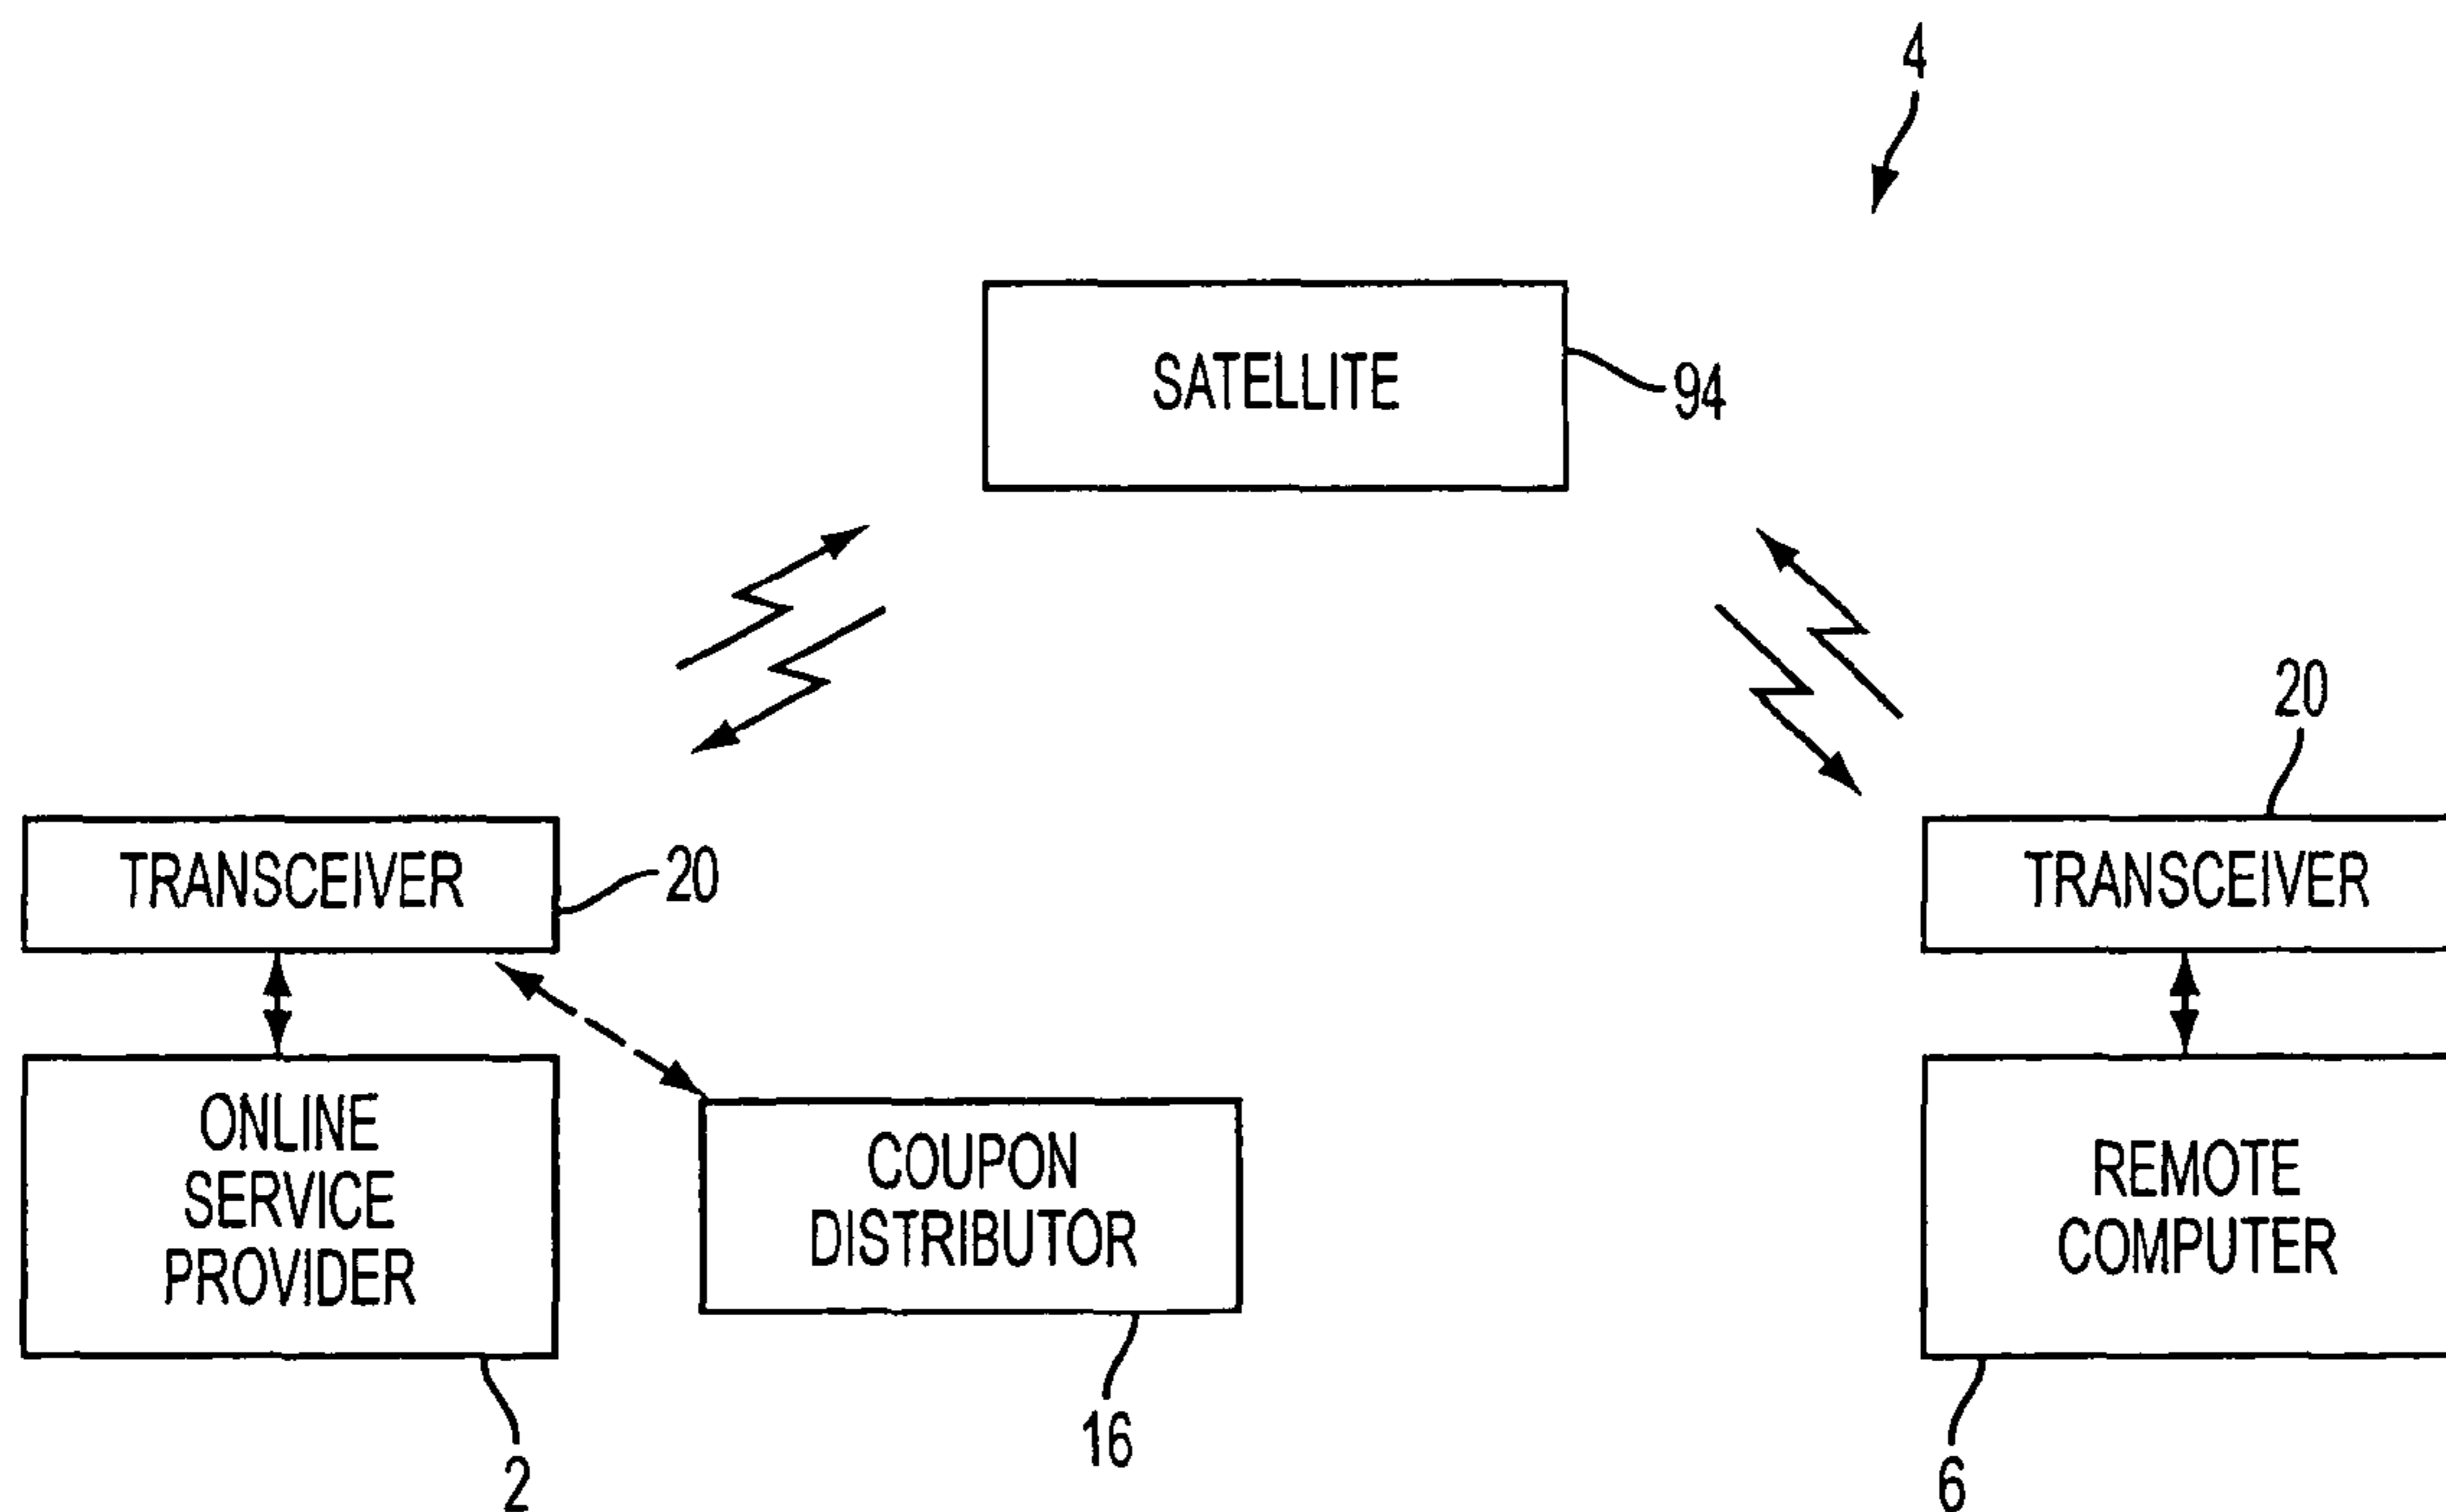 4
SATELLITE
94
20
TRANSCEIVER
20
TRANSCEIVER
ONLINE
SERVICE
PROVIDER
COUPON
DISTRIBUTOR
REMOTE
COMPUTER
16
2
6